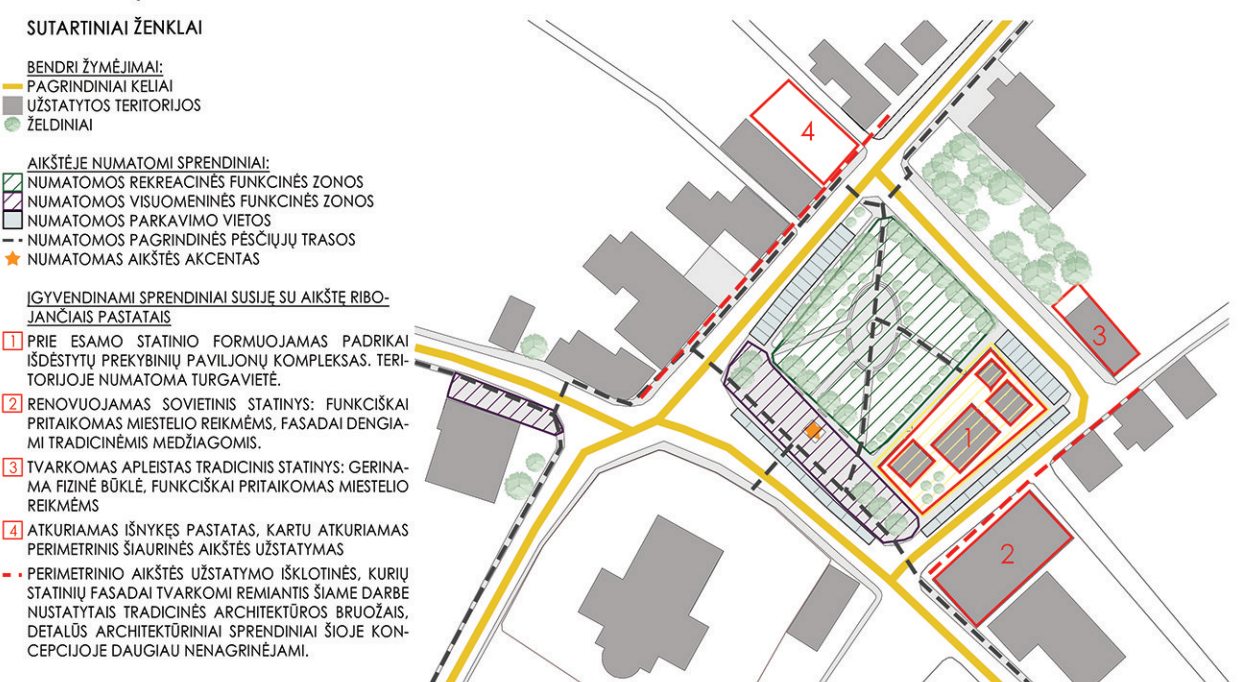 SUTARTINIAI ŽENKLAI
BENDRI ŽYMĖJIMAI:
PAGRINDINIAI KELIAI
UŽSTATYTOS TERITORIJOS
ŽELDINIAI
AIKŠTĖJE NUMATOMI SPRENDINIAI:
NUMATOMOS REKREACINĖS FUNKCINĖS ZONOS
NUMATOMOS VISUOMENINĖS FUNKCINĖS ZONOS
NUMATOMOS PARKAVIMO VIETOS
NUMATOMOS PAGRINDINĖS PĖSČIŲJŲ TRASOS
NUMATOMAS AIKŠTĖS AKCENTAS
ĮGYVENDINAMI SPRENDINIAI SUSIJĘ SU AIKŠTĘ RIBO-
JANČIAIS PASTATAIS
1 PRIE ESAMO STATINIO FORMUOJAMAS PADRIKAI
IŠDĖSTYTŲ PREKYBINIŲ PAVILJONŲ KOMPLEKSAS. TERI-
TORIJOJE NUMATOMA TURGAVIETĖ.
2 RENOVUOJAMAS SOVIETINIS STATINYS: FUNKCIŠKAI
PRITAIKOMAS MIESTELIO REIKMĖMS, FASADAI DENGIA-
MI TRADICINĖMIS MEDŽIAGOMIS.
3 TVARKOMAS APLEISTAS TRADICINIS STATINYS: GERINA-
MA FIZINĖ BŪKLĖ, FUNKCIŠKAI PRITAIKOMAS MIESTELIO
REIKMĖMS
4 ATKURIAMAS IŠNYKĘS PASTATAS, KARTU ATKURIAMAS
PERIMETRINIS ŠIAURINĖS AIKŠTĖS UŽSTATYMAS
PERIMETRINIO AIKŠTĖS UŽSTATYMO IŠKLOTINĖS, KURIŲ
STATINIŲ FASADAI TVARKOMI REMIANTIS ŠIAME DARBE
NUSTATYTAIS TRADICINĖS ARCHITEKTŪROS BRUOŽAIS,
DETALŪS ARCHITEKTŪRINIAI SPRENDINIAI ŠIOJE KON-
CEPCIJOJE DAUGIAU NENAGRINĖJAMI.
4
3
1
2